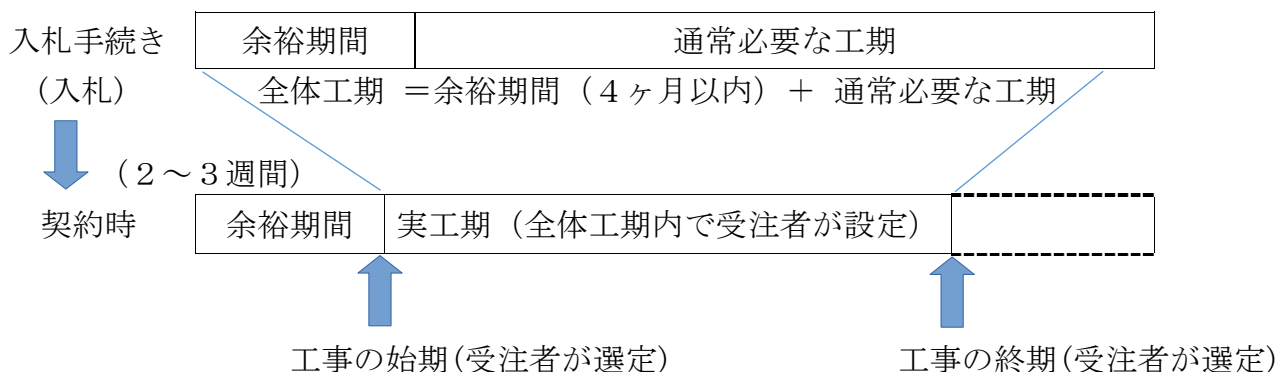 入札手続き 余裕期間 通常必要な工期
(入札) 全体工期 =余裕期間（４ヶ月以内）＋ 通常必要な工期
(２～３週間)
契約時 余裕期間 実工期（全体工期内で受注者が設定）
工事の始期(受注者が選定) 工事の終期(受注者が選定)